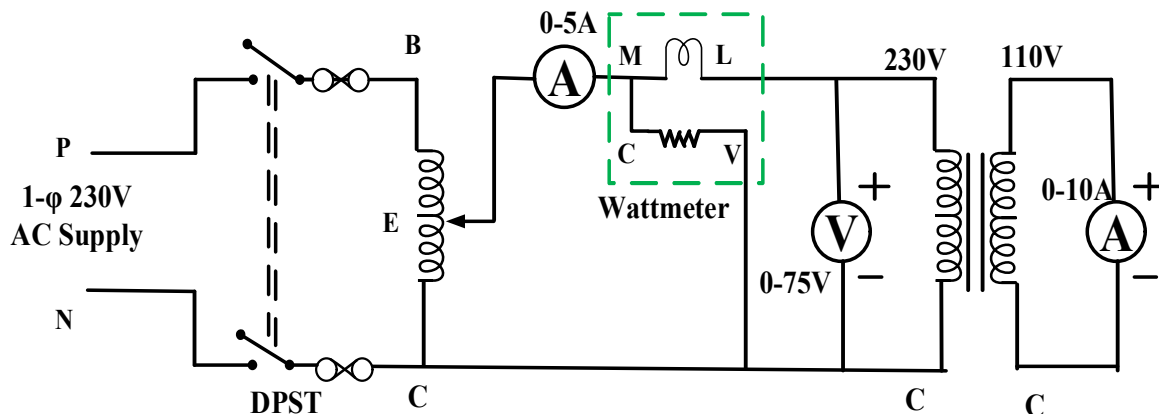 0-5A
B
M
L
230V
110V
A
P
1-φ 230V
AC Supply
C
V
E
Wattmeter
+
V
0-75V
−
0-10A
+
A
−
N
DPST
C
C
C